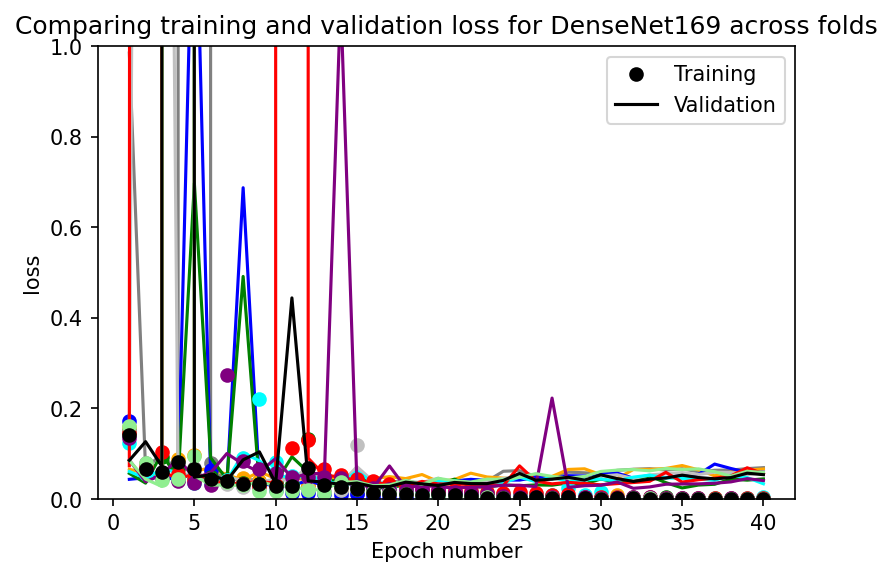 Comparing training and validation loss for DenseNet169 across folds
1.0
0.8
0.6
0.4
0.2
0.0
loss
Training
Validation
0 5 10 15 20 25 30 35 40
Epoch number